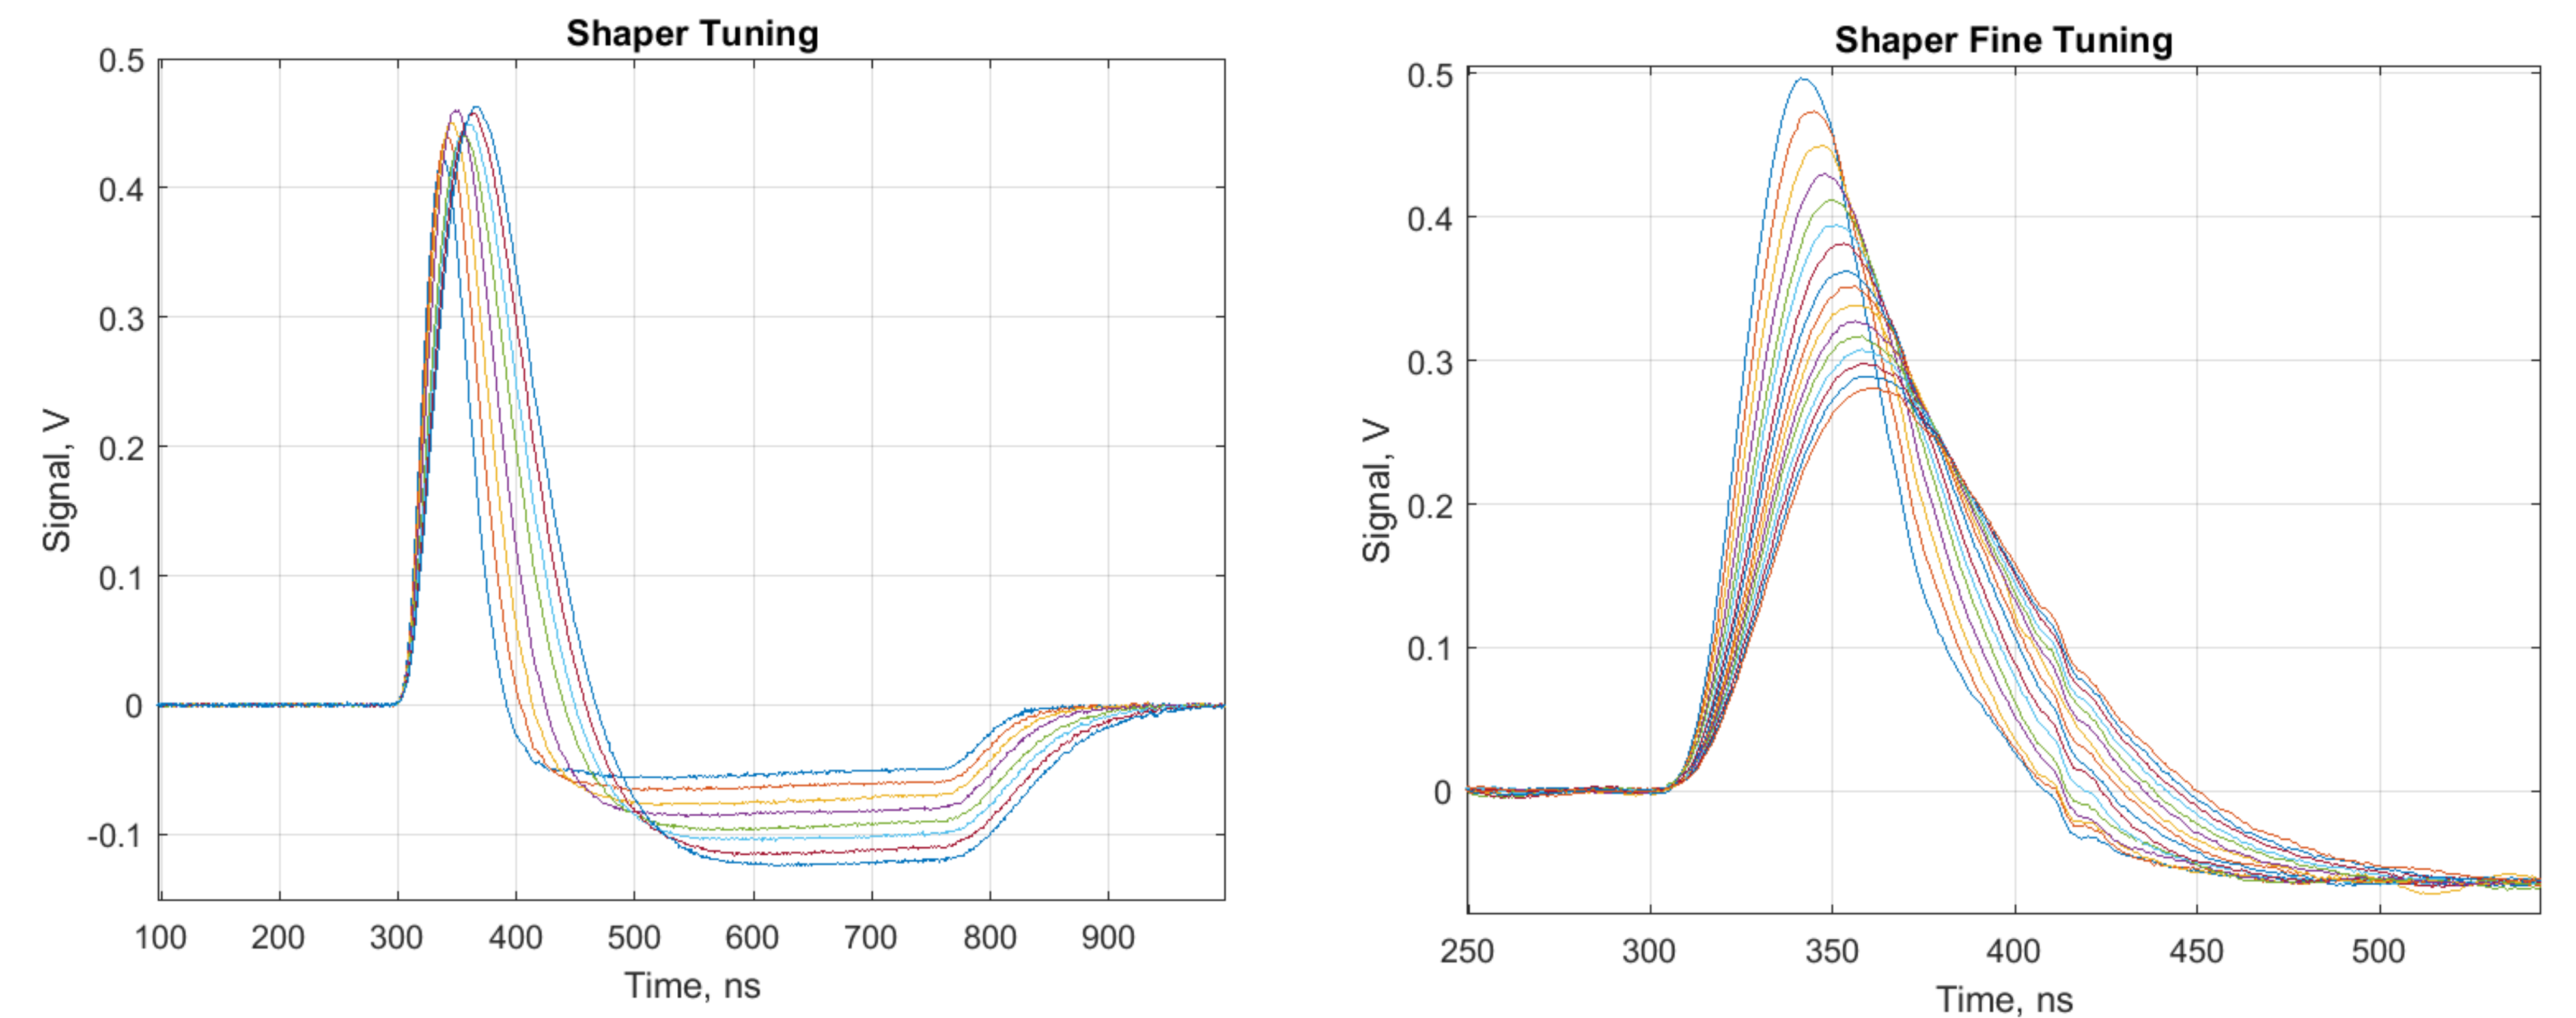 Shaper Tuning
0.5
0.4
0.3
0.2
0.1
0
-0.1
Signal, V
100 200 300 400 500 600 700 800 900
Time, ns
Shaper Fine Tuning
0.5
0.4
0.3
0.2
0.1
0
Signal, V
250 300 350 400 450 500
Time, ns